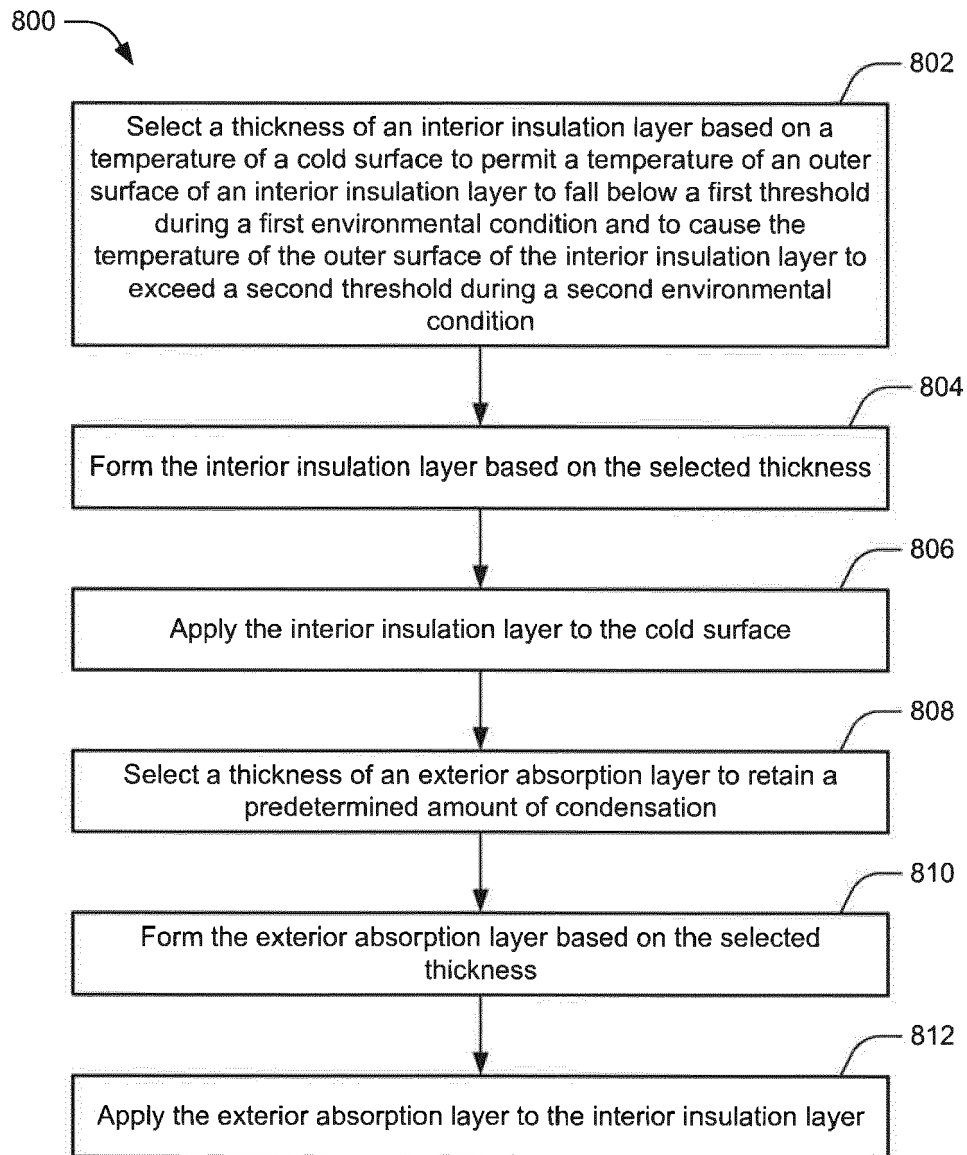 800
802
Select a thickness of an interior insulation layer based on a
temperature of a cold surface to permit a temperature of an outer
surface of an interior insulation layer to fall below a first threshold
during a first environmental condition and to cause the
temperature of the outer surface of the interior insulation layer to
exceed a second threshold during a second environmental
condition
804
Form the interior insulation layer based on the selected thickness
806
Apply the interior insulation layer to the cold surface
808
Select a thickness of an exterior absorption layer to retain a
predetermined amount of condensation
810
Form the exterior absorption layer based on the selected
thickness
812
Apply the exterior absorption layer to the interior insulation layer